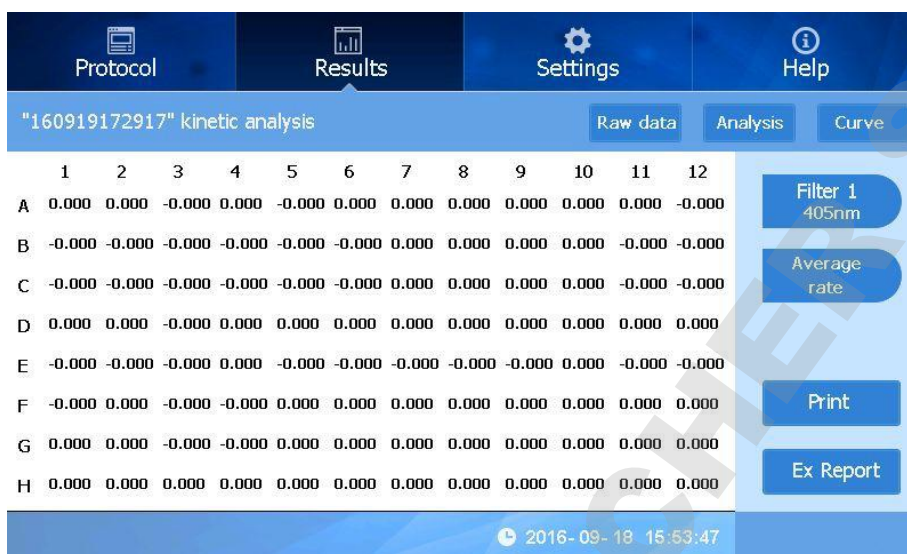 Protocol Results Settings Help
"160919172917" kinetic analysis Raw data Analysis Curve
1 2 3 4 5 6 7 8 9 10 11 12
A 0.000 0.000 -0.000 0.000 -0.000 0.000 0.000 0.000 0.000 0.000 0.000 -0.000
Filter 1
405nm
B -0.000 -0.000 -0.000 -0.000 -0.000 -0.000 0.000 0.000 0.000 0.000 -0.000 -0.000
Average
rate
C -0.000 -0.000 -0.000 -0.000 -0.000 -0.000 0.000 0.000 0.000 0.000 -0.000 -0.000
D 0.000 0.000 -0.000 0.000 0.000 0.000 0.000 0.000 0.000 0.000 0.000 0.000
E -0.000 -0.000 -0.000 0.000 -0.000 -0.000 -0.000 -0.000 -0.000 0.000 -0.000 -0.000
F -0.000 0.000 -0.000 -0.000 0.000 0.000 0.000 0.000 0.000 0.000 0.000 0.000
Print
G 0.000 0.000 -0.000 -0.000 0.000 0.000 0.000 0.000 0.000 0.000 0.000 0.000
Ex Report
H 0.000 0.000 0.000 0.000 0.000 0.000 0.000 0.000 0.000 0.000 0.000 0.000
2016-09-18 15:53:47
CHER